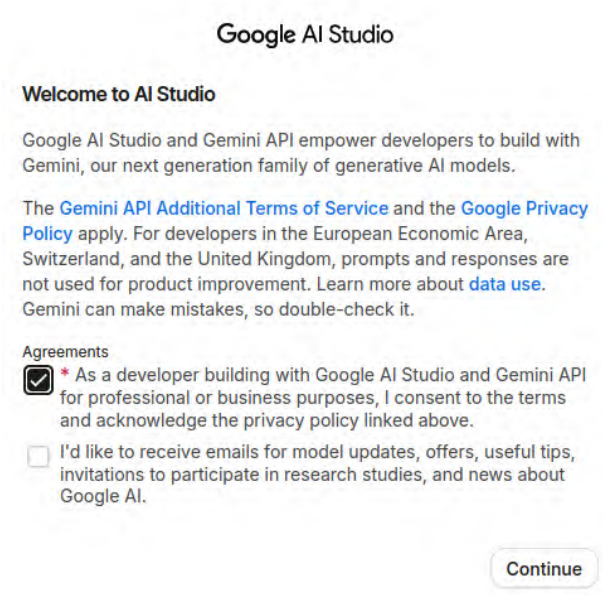 Google AI Studio
Welcome to AI Studio
Google AI Studio and Gemini API empower developers to build with
Gemini, our next generation family of generative AI models.
The Gemini API Additional Terms of Service and the Google Privacy
Policy apply. For developers in the European Economic Area,
Switzerland, and the United Kingdom, prompts and responses are
not used for product improvement. Learn more about data use.
Gemini can make mistakes, so double-check it.
Agreements
* As a developer building with Google AI Studio and Gemini API
for professional or business purposes, I consent to the terms
and acknowledge the privacy policy linked above.
I'd like to receive emails for model updates, offers, useful tips,
invitations to participate in research studies, and news about
Google AI.
Continue